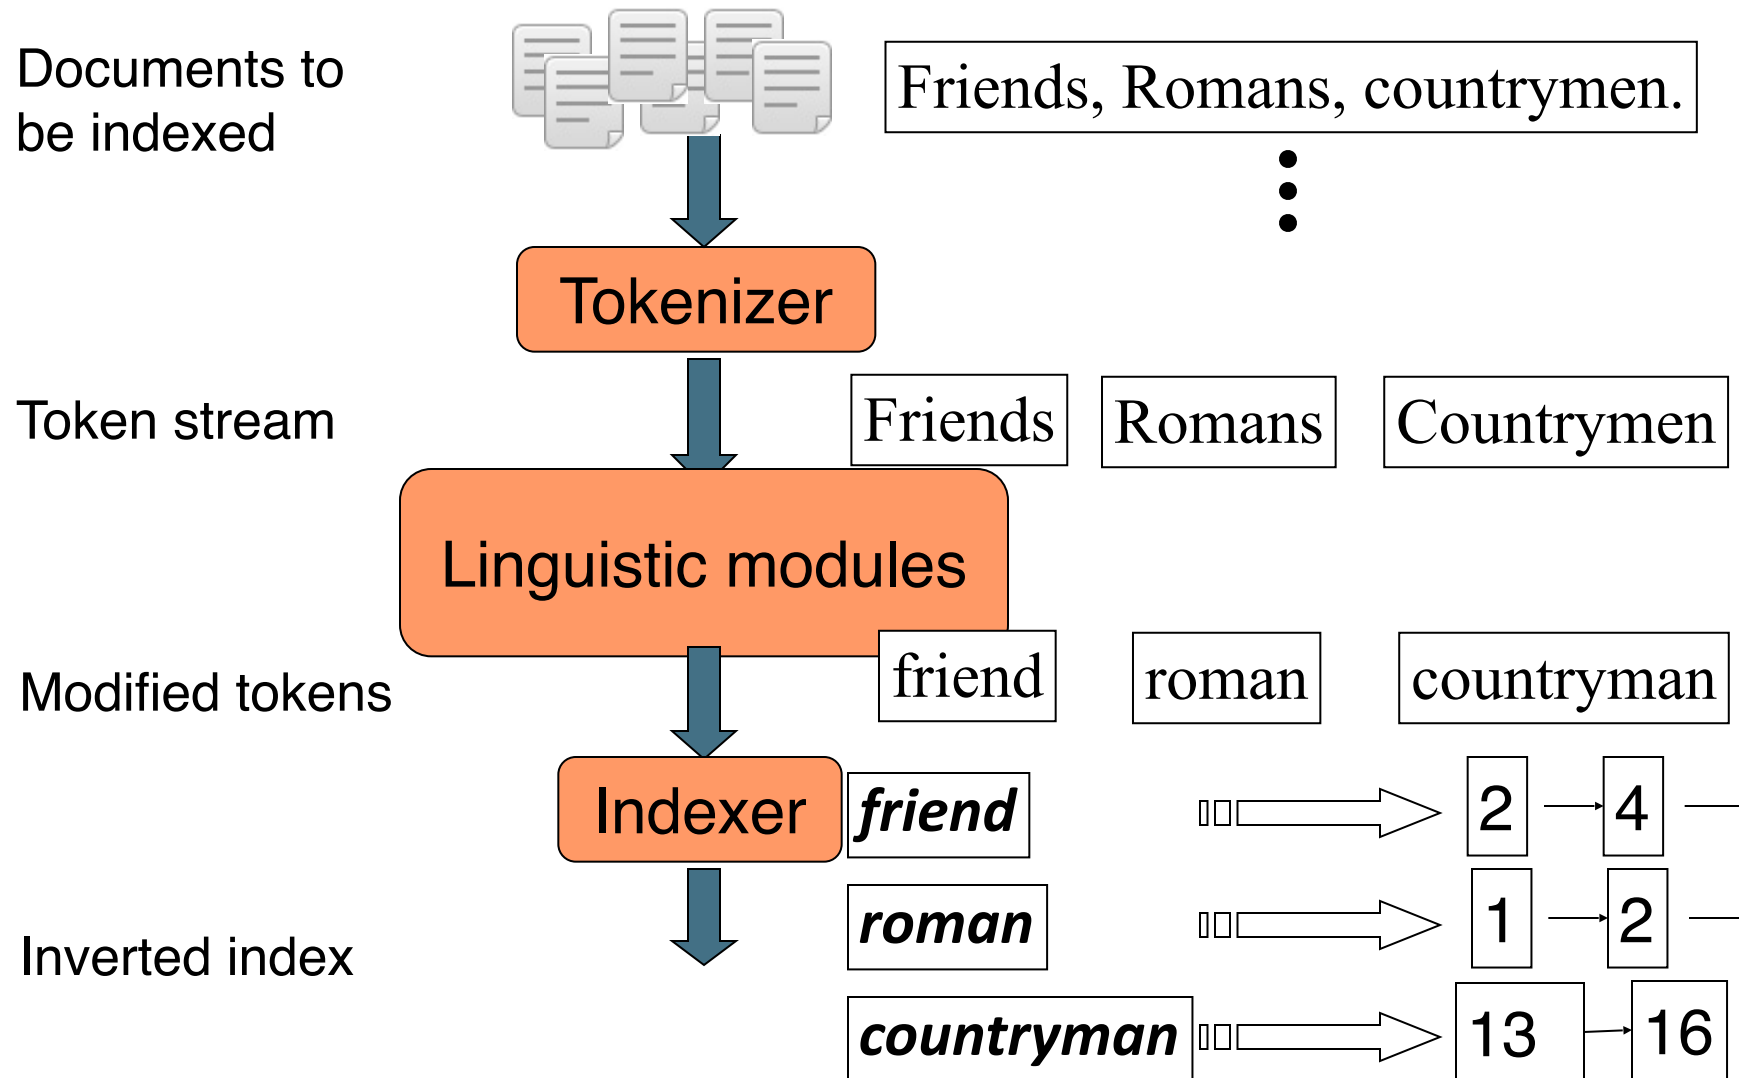 Documents to
be indexed
Friends, Romans, countrymen.
Tokenizer
Token stream
Friends Romans Countrymen
Linguistic modules
Modified tokens
friend roman countryman
Indexer
friend 2 4
roman 1 2
Inverted index
countryman 13 16